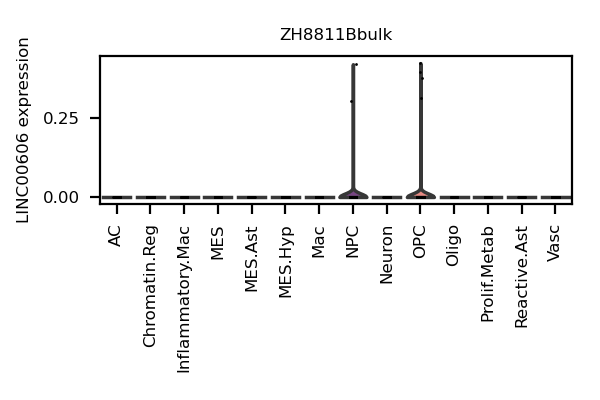 ZH8811Bbulk
LINC00606 expression
0.25
0.00
AC
Chromatin.Reg
Inflammatory.Mac
MES
MES.Ast
MES.Hyp
Mac
NPC
Neuron
OPC
Oligo
Prolif.Metab
Reactive.Ast
Vasc